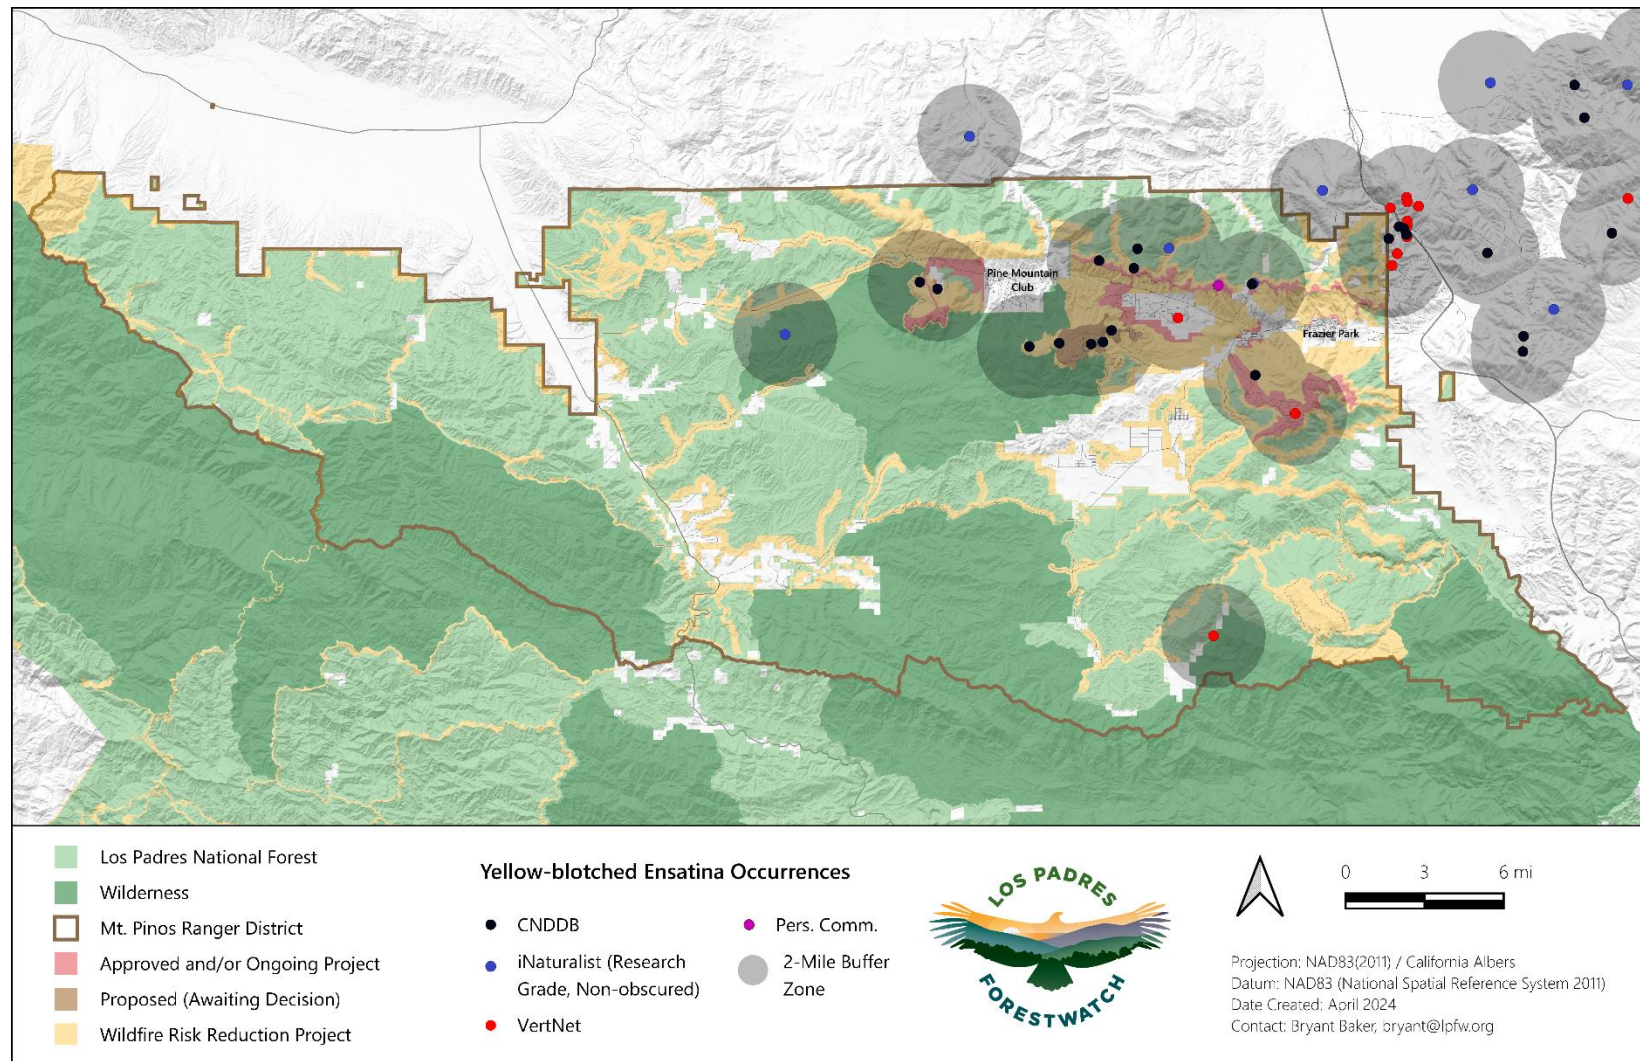 Pine Mountain
Club
Frazier Park
Los Padres National Forest
Wilderness
Mt. Pinos Ranger District
Approved and/or Ongoing Project
Proposed (Awaiting Decision)
Wildfire Risk Reduction Project
Yellow-blotched Ensatina Occurrences
CNDDB
iNaturalist (Research
Grade, Non-obscured)
VertNet
Pers. Comm.
2-Mile Buffer
Zone
LOS PADRES
FORESTWATCH
0 3 6 mi
Projection: NAD83(2011) / California Albers
Datum: NAD83 (National Spatial Reference System 2011)
Date Created: April 2024
Contact: Bryant Baker, bryant@lpfw.org